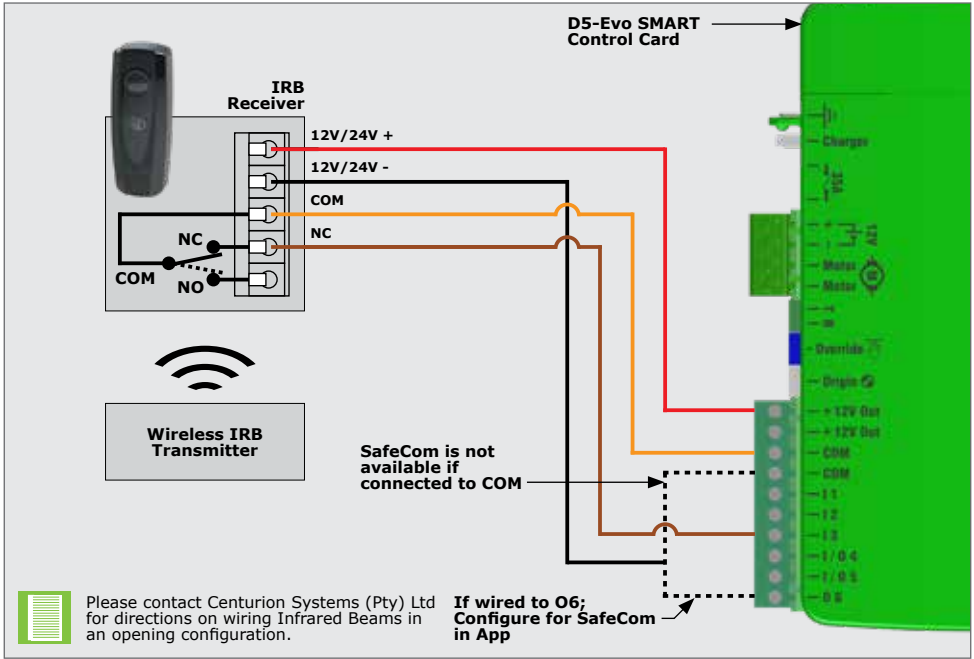 D5-Evo SMART
Control Card
IRB
Receiver
12V/24V +
12V/24V -
COM
NC
NC
COM
NO
Wireless IRB
Transmitter
SafeCom is not
available if
connected to COM
If wired to O6;
Configure for SafeCom
in App
Please contact Centurion Systems (Pty) Ltd
for directions on wiring Infrared Beams in
an opening configuration.
Charger
35A
+
-
12V
Motor
Motor
M
Override
Origin
+ 12V Out
+ 12V Out
COM
COM
I 1
I 2
I 3
I / O 4
I / O 5
O 6